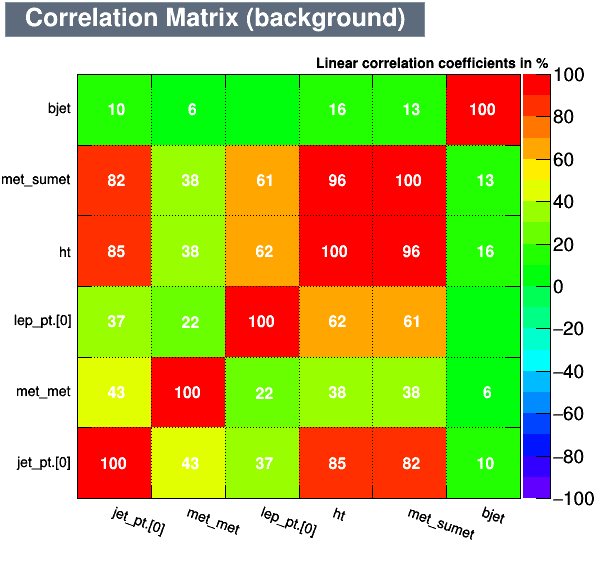 Correlation Matrix (background)
Linear correlation coefficients in %
bjet 10 6 16 13 100
met_sumet 82 38 61 96 100 13
ht 85 38 62 100 96 16
lep_pt.[0] 37 22 100 62 61
met_met 43 100 22 38 38 6
jet_pt.[0] 100 43 37 85 82 10
jet_pt.[0] met_met lep_pt.[0] ht met_sumet bjet
100
80
60
40
20
0
−20
−40
−60
−80
−100